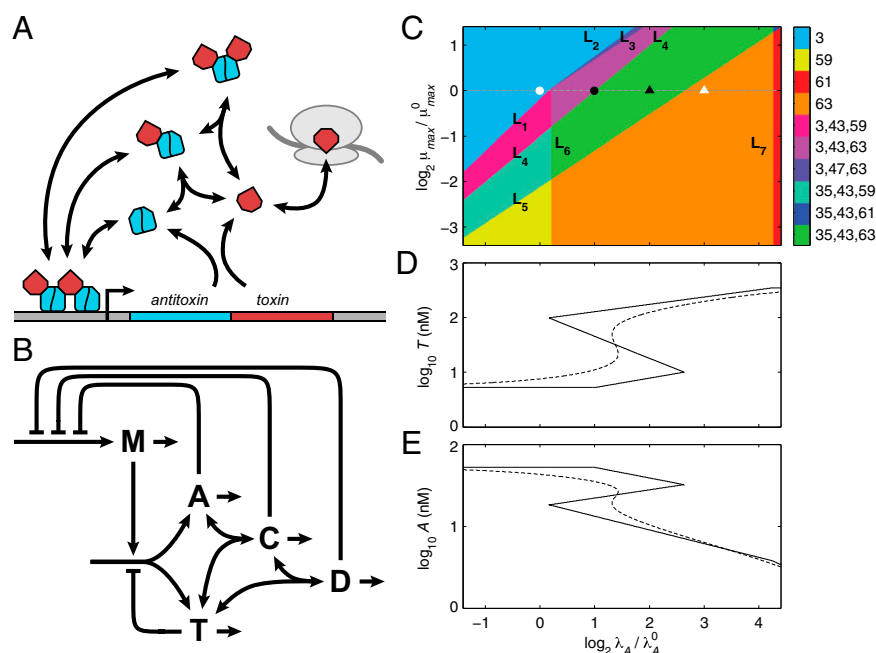 A
antitoxin toxin
B
M
A
C
D
T
C
log₂ μmax / μ⁰max
1
0
−1
−2
−3
L₁
L₂
L₃
L₄
L₄
L₅
L₆
L₇
3
59
61
63
3,43,59
3,43,63
3,47,63
35,43,59
35,43,61
35,43,63
D
log₁₀ T (nM)
3
2
1
0
E
log₁₀ A (nM)
2
1
0
−1 0 1 2 3 4
log₂ λA / λ⁰A